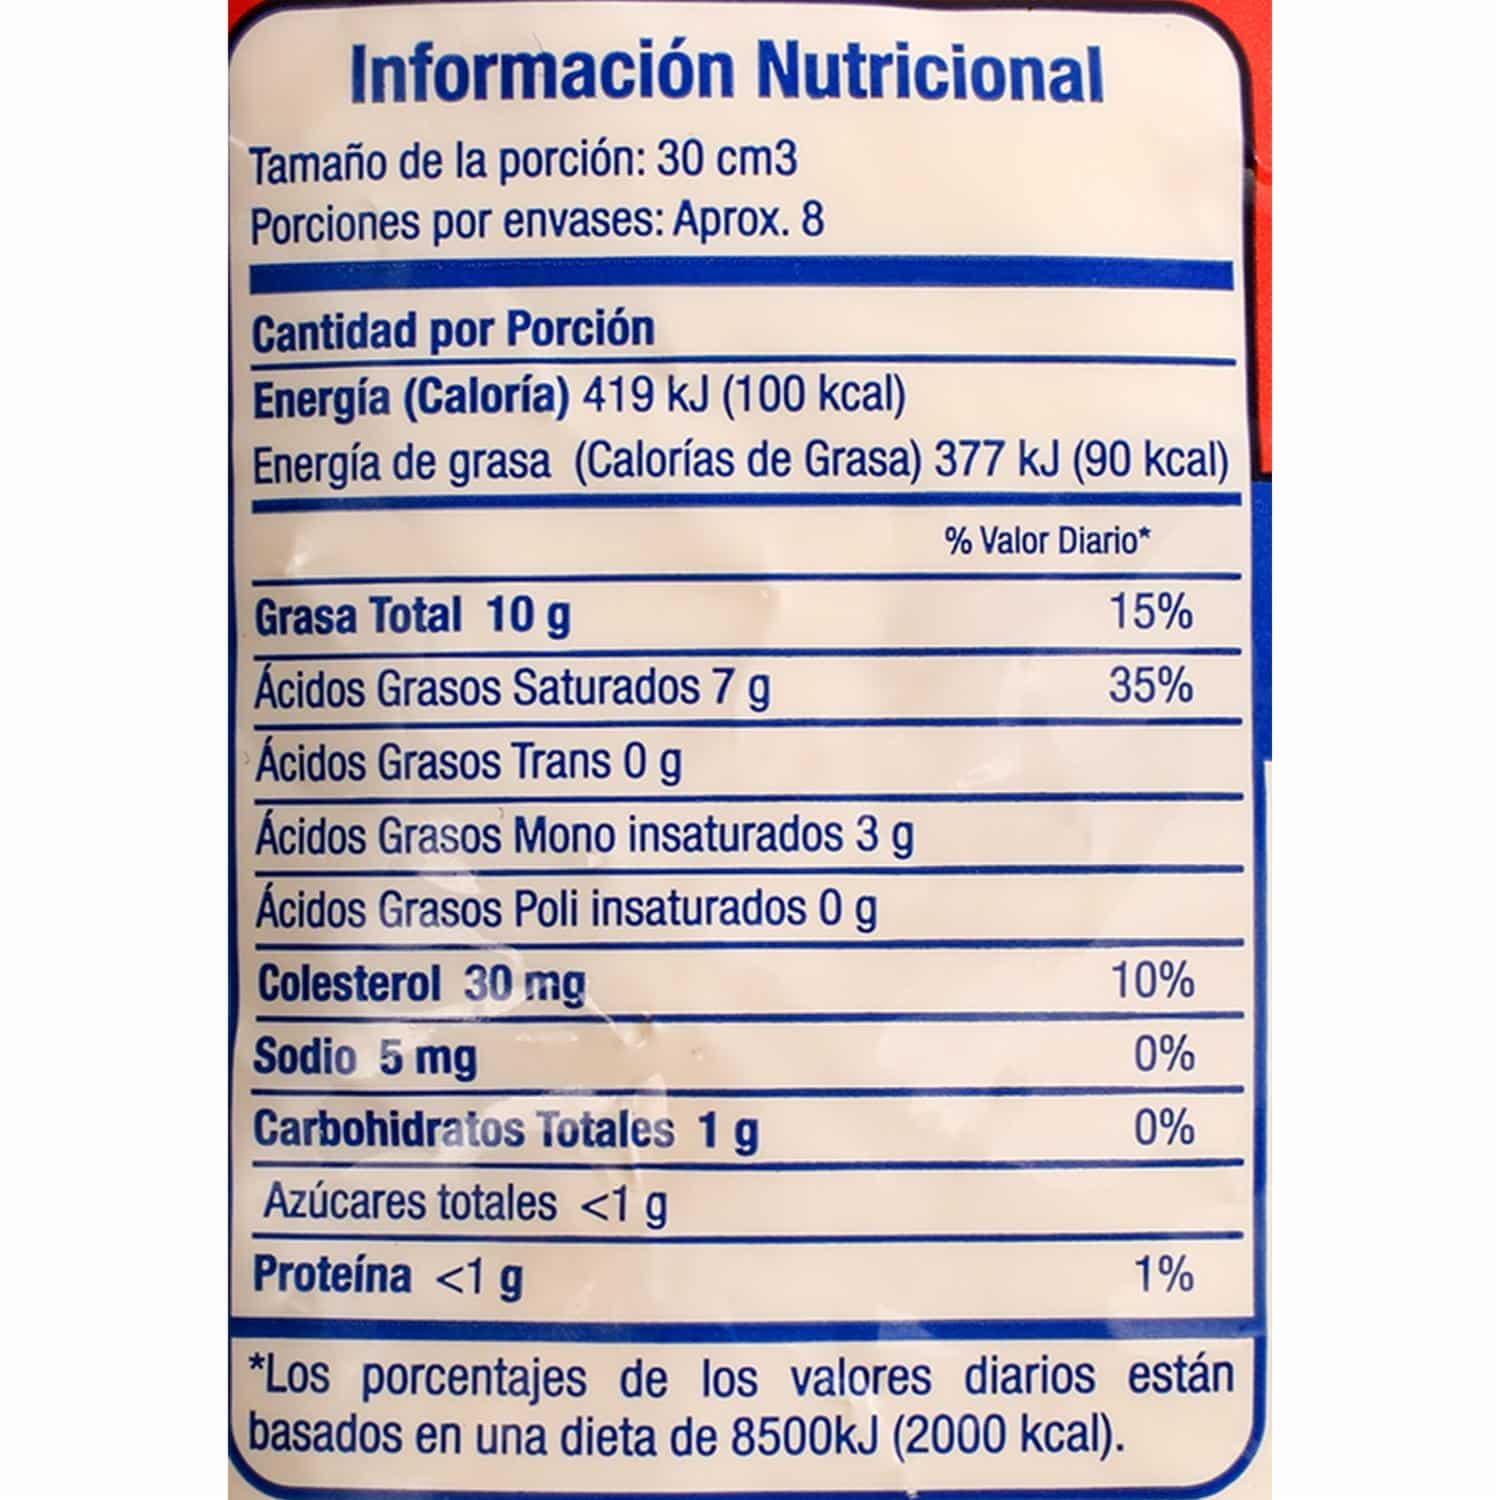 Información Nutricional
Tamaño de la porción: 30 cm3
Porciones por envases: Aprox. 8
Cantidad por Porción
Energía (Caloría) 419 kJ (100 kcal)
Energía de grasa (Calorías de Grasa) 377 kJ (90 kcal)
% Valor Diario*
Grasa Total 10 g 15%
Ácidos Grasos Saturados 7 g 35%
Ácidos Grasos Trans 0 g
Ácidos Grasos Mono insaturados 3 g
Ácidos Grasos Poli insaturados 0 g
Colesterol 30 mg 10%
Sodio 5 mg 0%
Carbohidratos Totales 1 g 0%
Azúcares totales <1 g
Proteína <1 g 1%
*Los porcentajes de los valores diarios están
basados en una dieta de 8500kJ (2000 kcal).